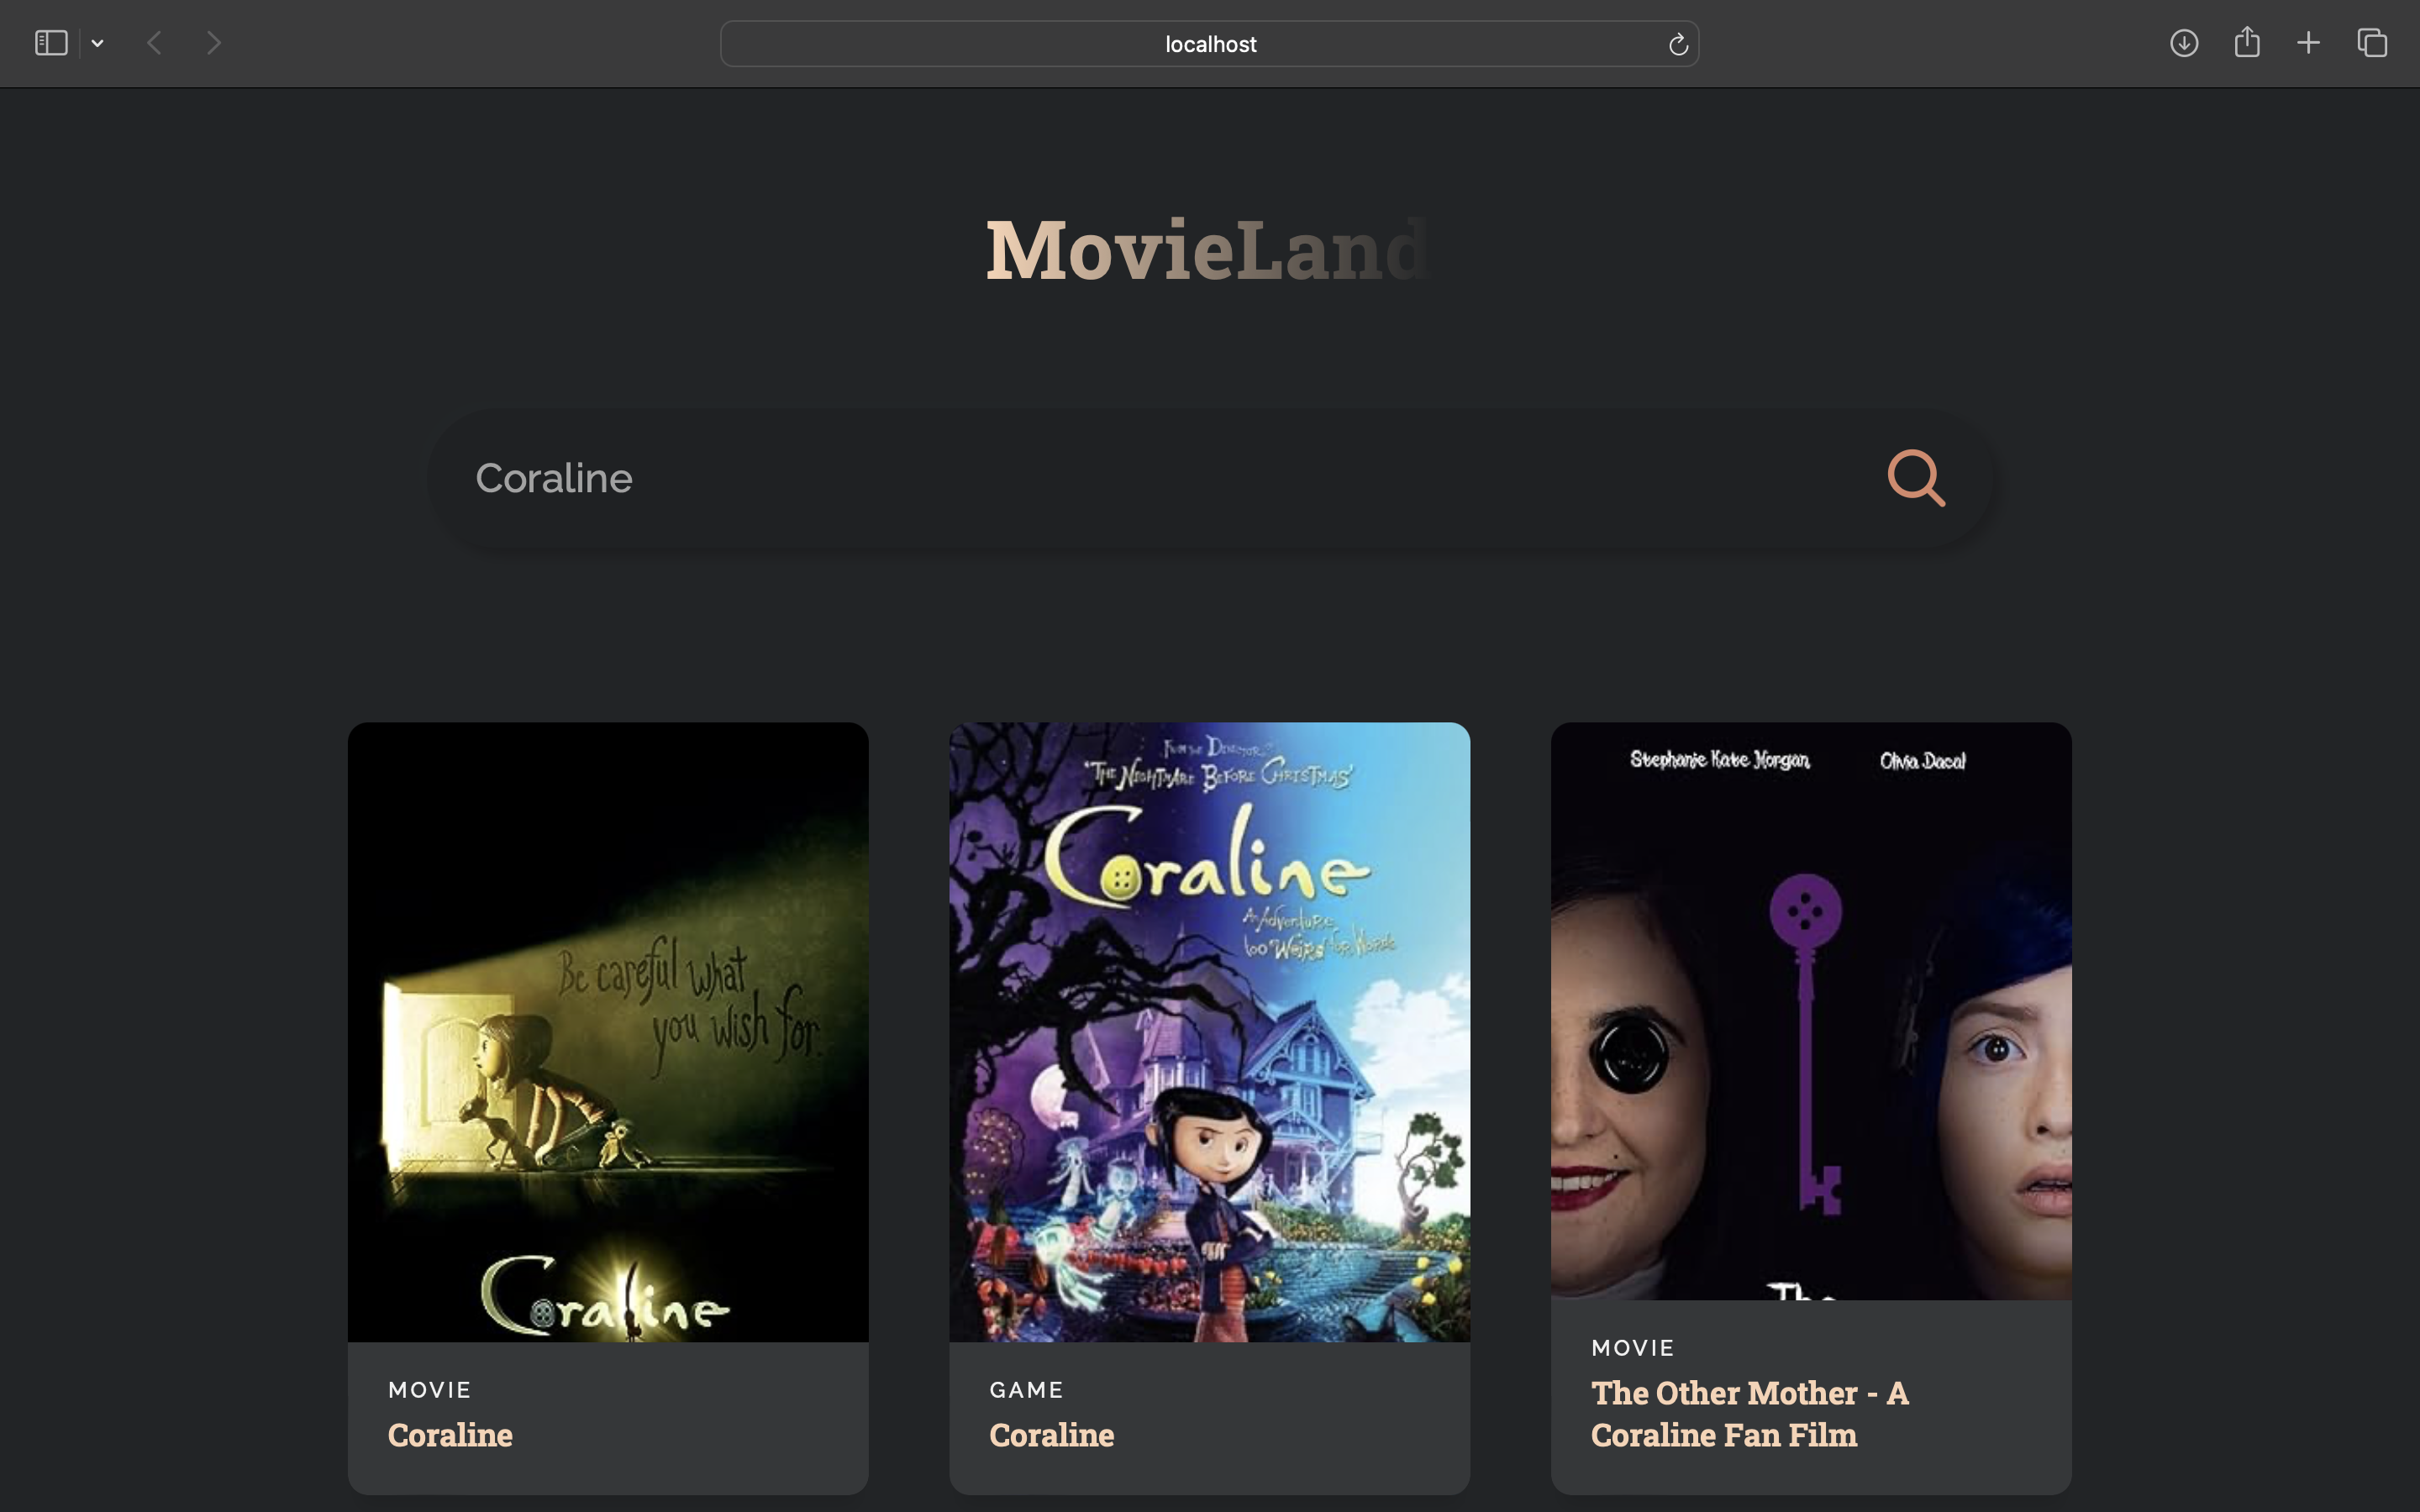 localhost
MovieLand
Coraline
Be careful what
you wish for.
Coraline
MOVIE
Coraline
From the Director of
'The Nightmare Before Christmas'
Coraline
An Adventure
too Weird for Words
GAME
Coraline
Stephanie Kate Morgan Olivia Dacal
The
MOVIE
The Other Mother - A
Coraline Fan Film